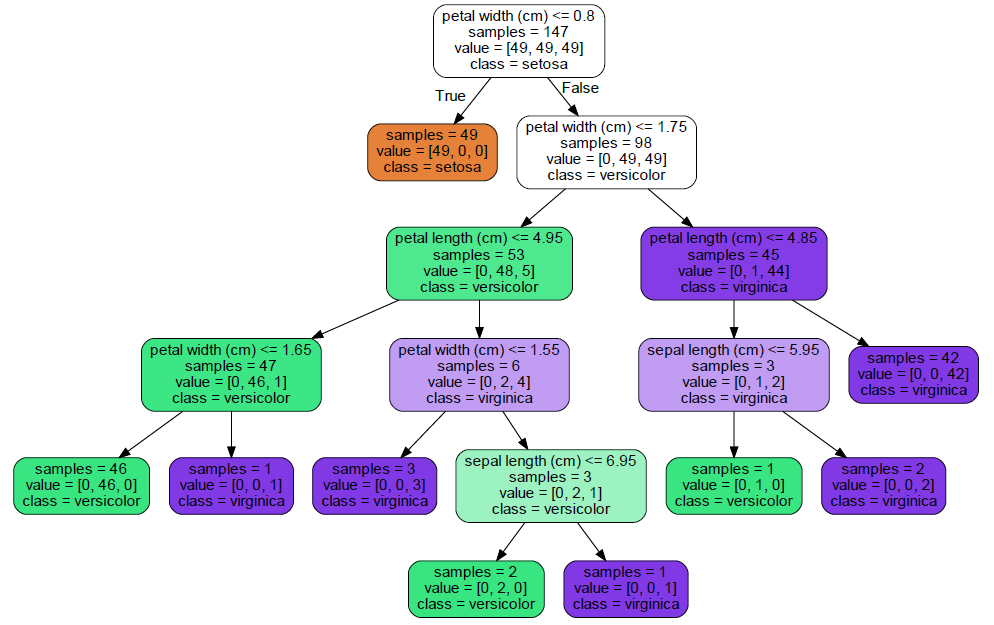 petal width (cm) <= 0.8
samples = 147
value = [49, 49, 49]
class = setosa
True
False
samples = 49
value = [49, 0, 0]
class = setosa
petal width (cm) <= 1.75
samples = 98
value = [0, 49, 49]
class = versicolor
petal length (cm) <= 4.95
samples = 53
value = [0, 48, 5]
class = versicolor
petal length (cm) <= 4.85
samples = 45
value = [0, 1, 44]
class = virginica
petal width (cm) <= 1.65
samples = 47
value = [0, 46, 1]
class = versicolor
petal width (cm) <= 1.55
samples = 6
value = [0, 2, 4]
class = virginica
sepal length (cm) <= 5.95
samples = 3
value = [0, 1, 2]
class = virginica
samples = 42
value = [0, 0, 42]
class = virginica
samples = 46
value = [0, 46, 0]
class = versicolor
samples = 1
value = [0, 0, 1]
class = virginica
samples = 3
value = [0, 0, 3]
class = virginica
sepal length (cm) <= 6.95
samples = 3
value = [0, 2, 1]
class = versicolor
samples = 1
value = [0, 1, 0]
class = versicolor
samples = 2
value = [0, 0, 2]
class = virginica
samples = 2
value = [0, 2, 0]
class = versicolor
samples = 1
value = [0, 0, 1]
class = virginica